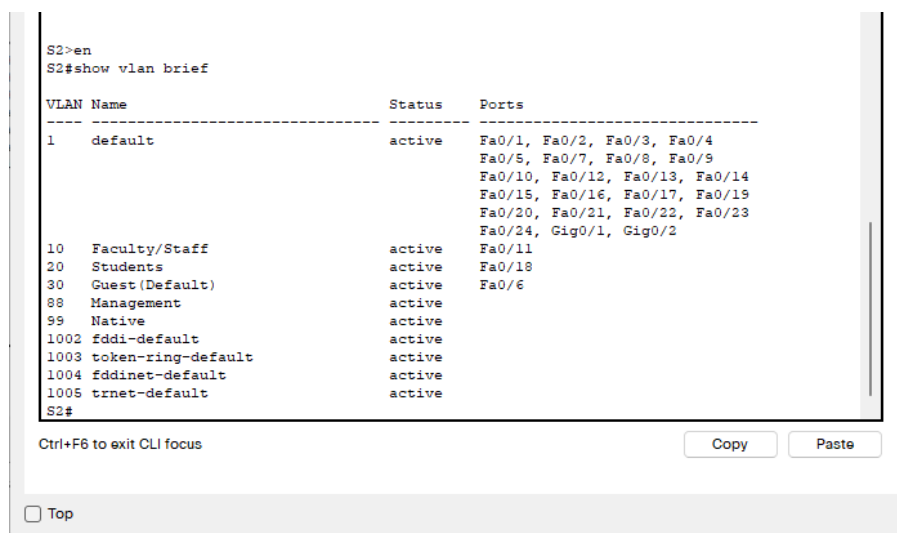 S2>en
S2#show vlan brief
VLAN Name                             Status    Ports
---- -------------------------------- --------- -------------------------------
1    default                          active    Fa0/1, Fa0/2, Fa0/3, Fa0/4
                                                Fa0/5, Fa0/7, Fa0/8, Fa0/9
                                                Fa0/10, Fa0/12, Fa0/13, Fa0/14
                                                Fa0/15, Fa0/16, Fa0/17, Fa0/19
                                                Fa0/20, Fa0/21, Fa0/22, Fa0/23
                                                Fa0/24, Gig0/1, Gig0/2
10   Faculty/Staff                    active    Fa0/11
20   Students                         active    Fa0/18
30   Guest(Default)                   active    Fa0/6
88   Management                       active
99   Native                           active
1002 fddi-default                     active
1003 token-ring-default               active
1004 fddinet-default                  active
1005 trnet-default                    active
S2#
Ctrl+F6 to exit CLI focus
Copy
Paste
Top